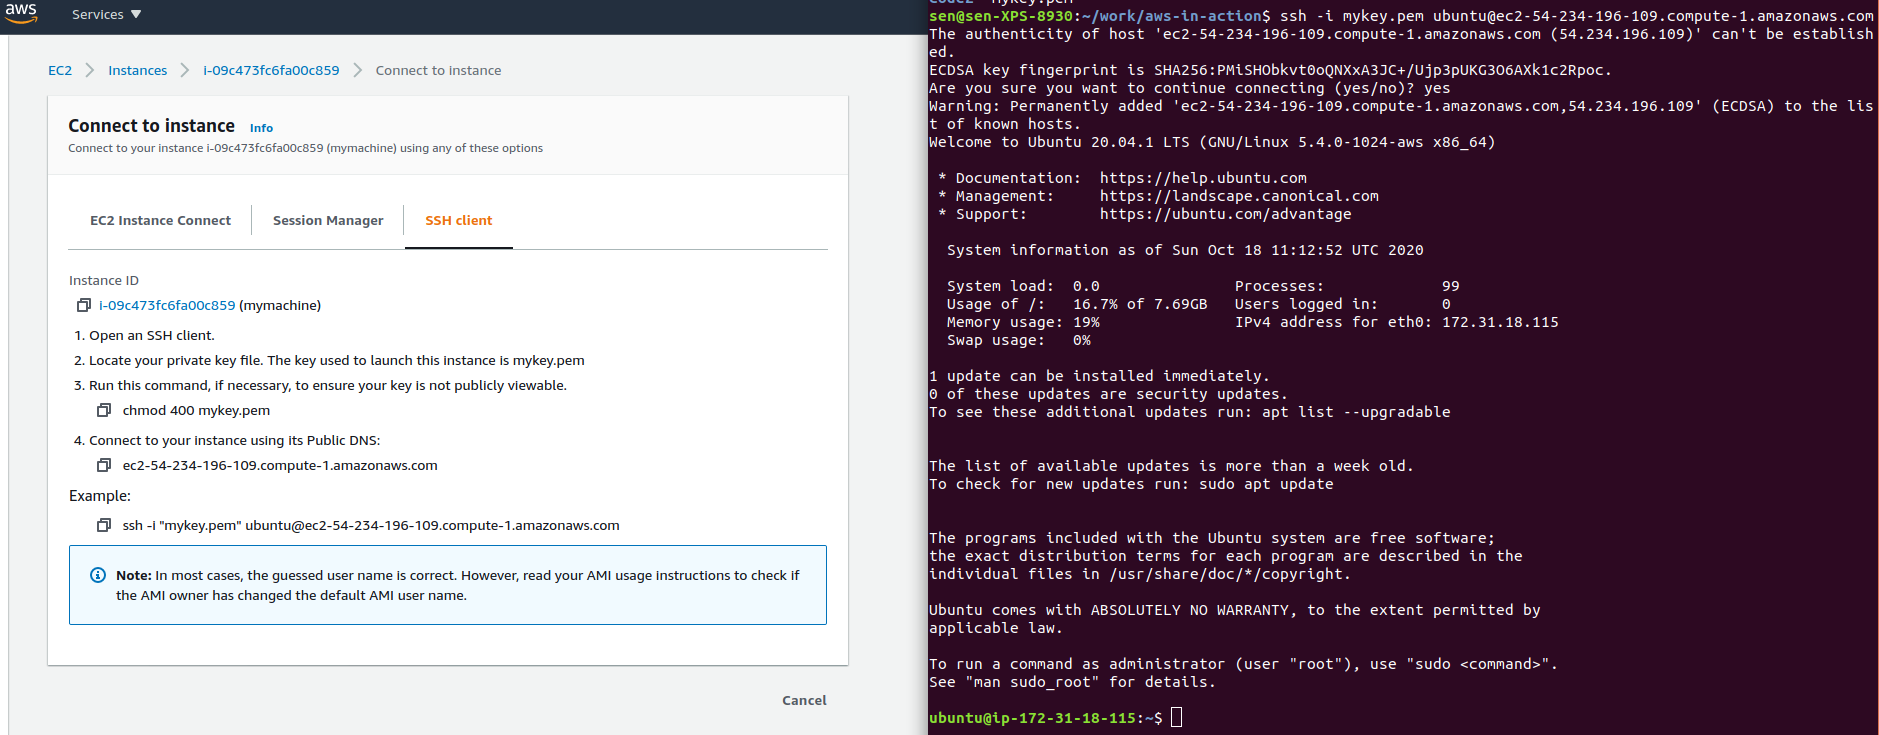 aws
Services ▼
EC2 > Instances > i-09c473fc6fa00c859 > Connect to instance
Connect to instance Info
Connect to your instance i-09c473fc6fa00c859 (mymachine) using any of these options
EC2 Instance Connect
Session Manager
SSH client
Instance ID
i-09c473fc6fa00c859 (mymachine)
1. Open an SSH client.
2. Locate your private key file. The key used to launch this instance is mykey.pem
3. Run this command, if necessary, to ensure your key is not publicly viewable.
chmod 400 mykey.pem
4. Connect to your instance using its Public DNS:
ec2-54-234-196-109.compute-1.amazonaws.com
Example:
ssh -i "mykey.pem" ubuntu@ec2-54-234-196-109.compute-1.amazonaws.com
Note: In most cases, the guessed user name is correct. However, read your AMI usage instructions to check if
the AMI owner has changed the default AMI user name.
Cancel
sen@sen-XPS-8930:~/work/aws-in-action$ ssh -i mykey.pem ubuntu@ec2-54-234-196-109.compute-1.amazonaws.com
The authenticity of host 'ec2-54-234-196-109.compute-1.amazonaws.com (54.234.196.109)' can't be establish
ed.
ECDSA key fingerprint is SHA256:PMiSHObkvt0oQNXxA3JC+/Ujp3pUKG3O6AXk1c2Rpoc.
Are you sure you want to continue connecting (yes/no)? yes
Warning: Permanently added 'ec2-54-234-196-109.compute-1.amazonaws.com,54.234.196.109' (ECDSA) to the lis
t of known hosts.
Welcome to Ubuntu 20.04.1 LTS (GNU/Linux 5.4.0-1024-aws x86_64)
* Documentation: https://help.ubuntu.com
* Management: https://landscape.canonical.com
* Support: https://ubuntu.com/advantage
System information as of Sun Oct 18 11:12:52 UTC 2020
System load: 0.0 Processes: 99
Usage of /: 16.7% of 7.69GB Users logged in: 0
Memory usage: 19% IPv4 address for eth0: 172.31.18.115
Swap usage: 0%
1 update can be installed immediately.
0 of these updates are security updates.
To see these additional updates run: apt list --upgradable
The list of available updates is more than a week old.
To check for new updates run: sudo apt update
The programs included with the Ubuntu system are free software;
the exact distribution terms for each program are described in the
individual files in /usr/share/doc/*/copyright.
Ubuntu comes with ABSOLUTELY NO WARRANTY, to the extent permitted by
applicable law.
To run a command as administrator (user "root"), use "sudo <command>".
See "man sudo_root" for details.
ubuntu@ip-172-31-18-115:~$